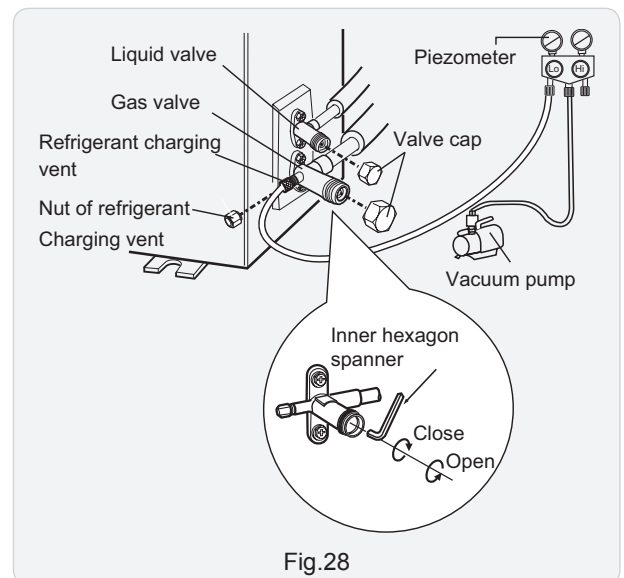 Liquid valve
Gas valve
Refrigerant charging
vent
Nut of refrigerant
Charging vent
Piezometer
Lo
Hi
Valve cap
Vacuum pump
Inner hexagon
spanner
Close
Open
Fig.28